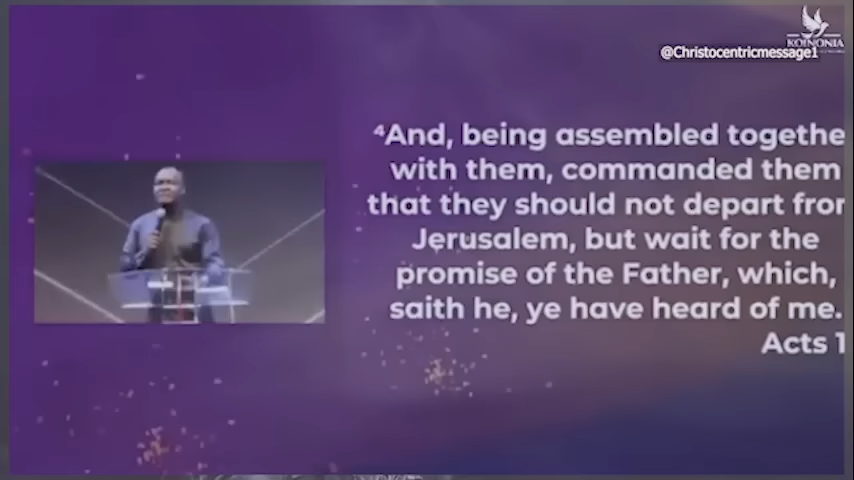 KOINONIA
@Christocentricmessage1
⁴And, being assembled togethe
with them, commanded them
that they should not depart from
Jerusalem, but wait for the
promise of the Father, which,
saith he, ye have heard of me.
Acts 1